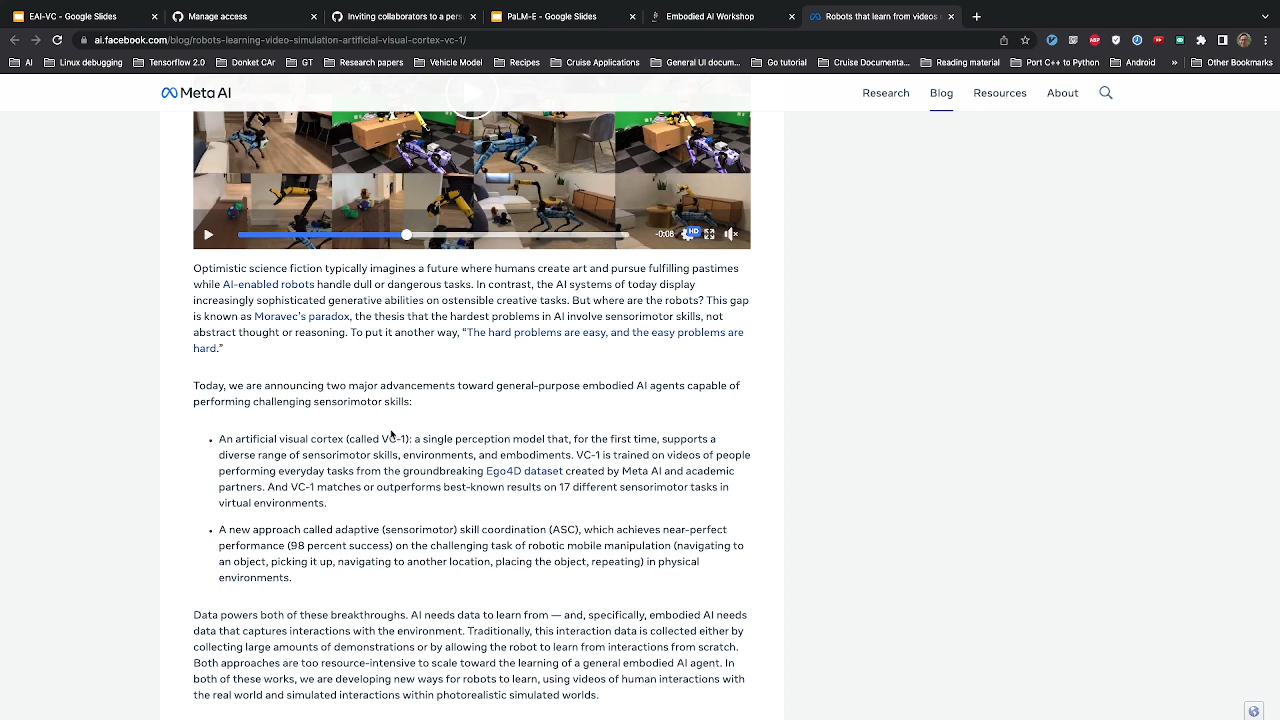 EAI-VC - Google Slides
Manage access
Inviting collaborators to a pers
PaLM-E - Google Slides
Embodied AI Workshop
Robots that learn from videos
ai.facebook.com/blog/robots-learning-video-simulation-artificial-visual-cortex-vc-1/
AI
Linux debugging
Tensorflow 2.0
Donket CAr
GT
Research papers
Vehicle Model
Recipes
Cruise Applications
General UI docum...
Cruise Documenta...
Reading material
Port C++ to Python
Android
»
Other Bookmarks
Meta AI
Research
Blog
Resources
About
-0:08
HD
Optimistic science fiction typically imagines a future where humans create art and pursue fulfilling pastimes
while AI-enabled robots handle dull or dangerous tasks. In contrast, the AI systems of today display
increasingly sophisticated generative abilities on ostensible creative tasks. But where are the robots? This gap
is known as Moravec's paradox, the thesis that the hardest problems in AI involve sensorimotor skills, not
abstract thought or reasoning. To put it another way, “The hard problems are easy, and the easy problems are
hard.”
Today, we are announcing two major advancements toward general-purpose embodied AI agents capable of
performing challenging sensorimotor skills:
• An artificial visual cortex (called VC-1): a single perception model that, for the first time, supports a
diverse range of sensorimotor skills, environments, and embodiments. VC-1 is trained on videos of people
performing everyday tasks from the groundbreaking Ego4D dataset created by Meta AI and academic
partners. And VC-1 matches or outperforms best-known results on 17 different sensorimotor tasks in
virtual environments.
• A new approach called adaptive (sensorimotor) skill coordination (ASC), which achieves near-perfect
performance (98 percent success) on the challenging task of robotic mobile manipulation (navigating to
an object, picking it up, navigating to another location, placing the object, repeating) in physical
environments.
Data powers both of these breakthroughs. AI needs data to learn from — and, specifically, embodied AI needs
data that captures interactions with the environment. Traditionally, this interaction data is collected either by
collecting large amounts of demonstrations or by allowing the robot to learn from interactions from scratch.
Both approaches are too resource-intensive to scale toward the learning of a general embodied AI agent. In
both of these works, we are developing new ways for robots to learn, using videos of human interactions with
the real world and simulated interactions within photorealistic simulated worlds.